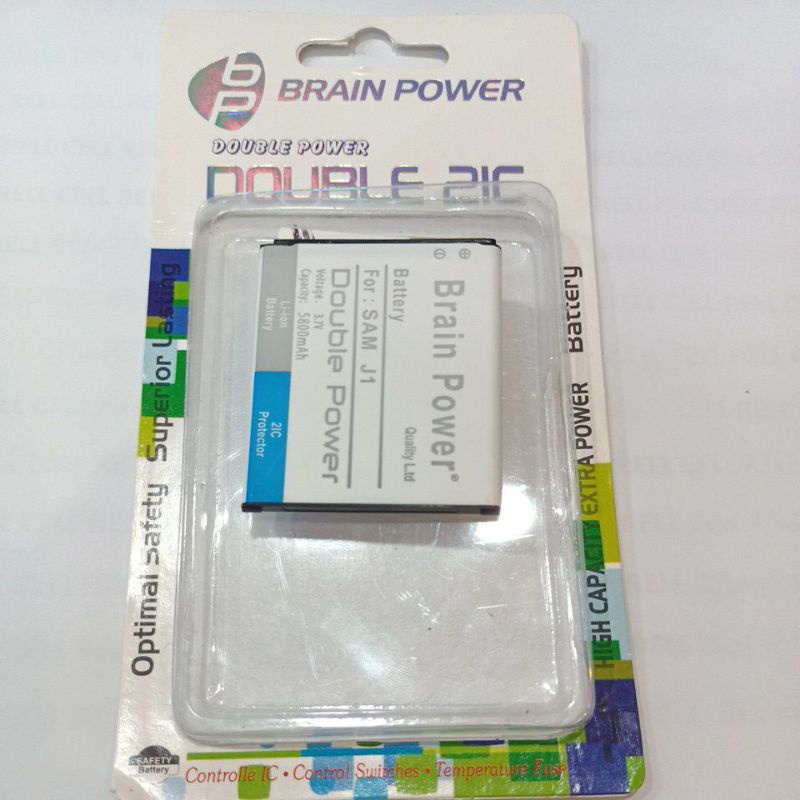 bp
BRAIN POWER
DOUBLE POWER
DOUBLE 2IC
Optimal Safety Superior Lasting
Brain Power®
Quality Ltd
Battery
For: SAM J1
Double Power
Voltage: 3.7V
Capacity: 5800mAh
Li-ion
Battery
2IC
Protector
HIGH CAPACITY EXTRA POWER Battery
SAFETY
Battery
Controlle IC • Control Switches • Temperature Fuse